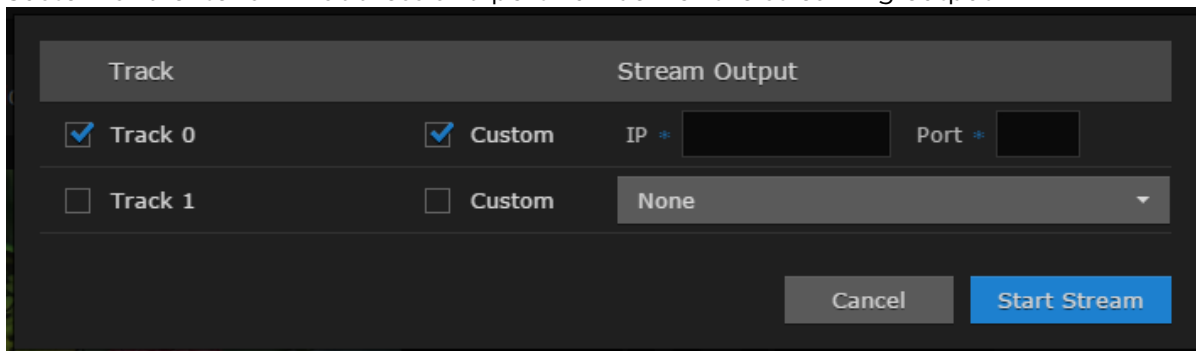 Track Stream Output
Track 0 Custom IP * Port *
Track 1 Custom None
Cancel Start Stream